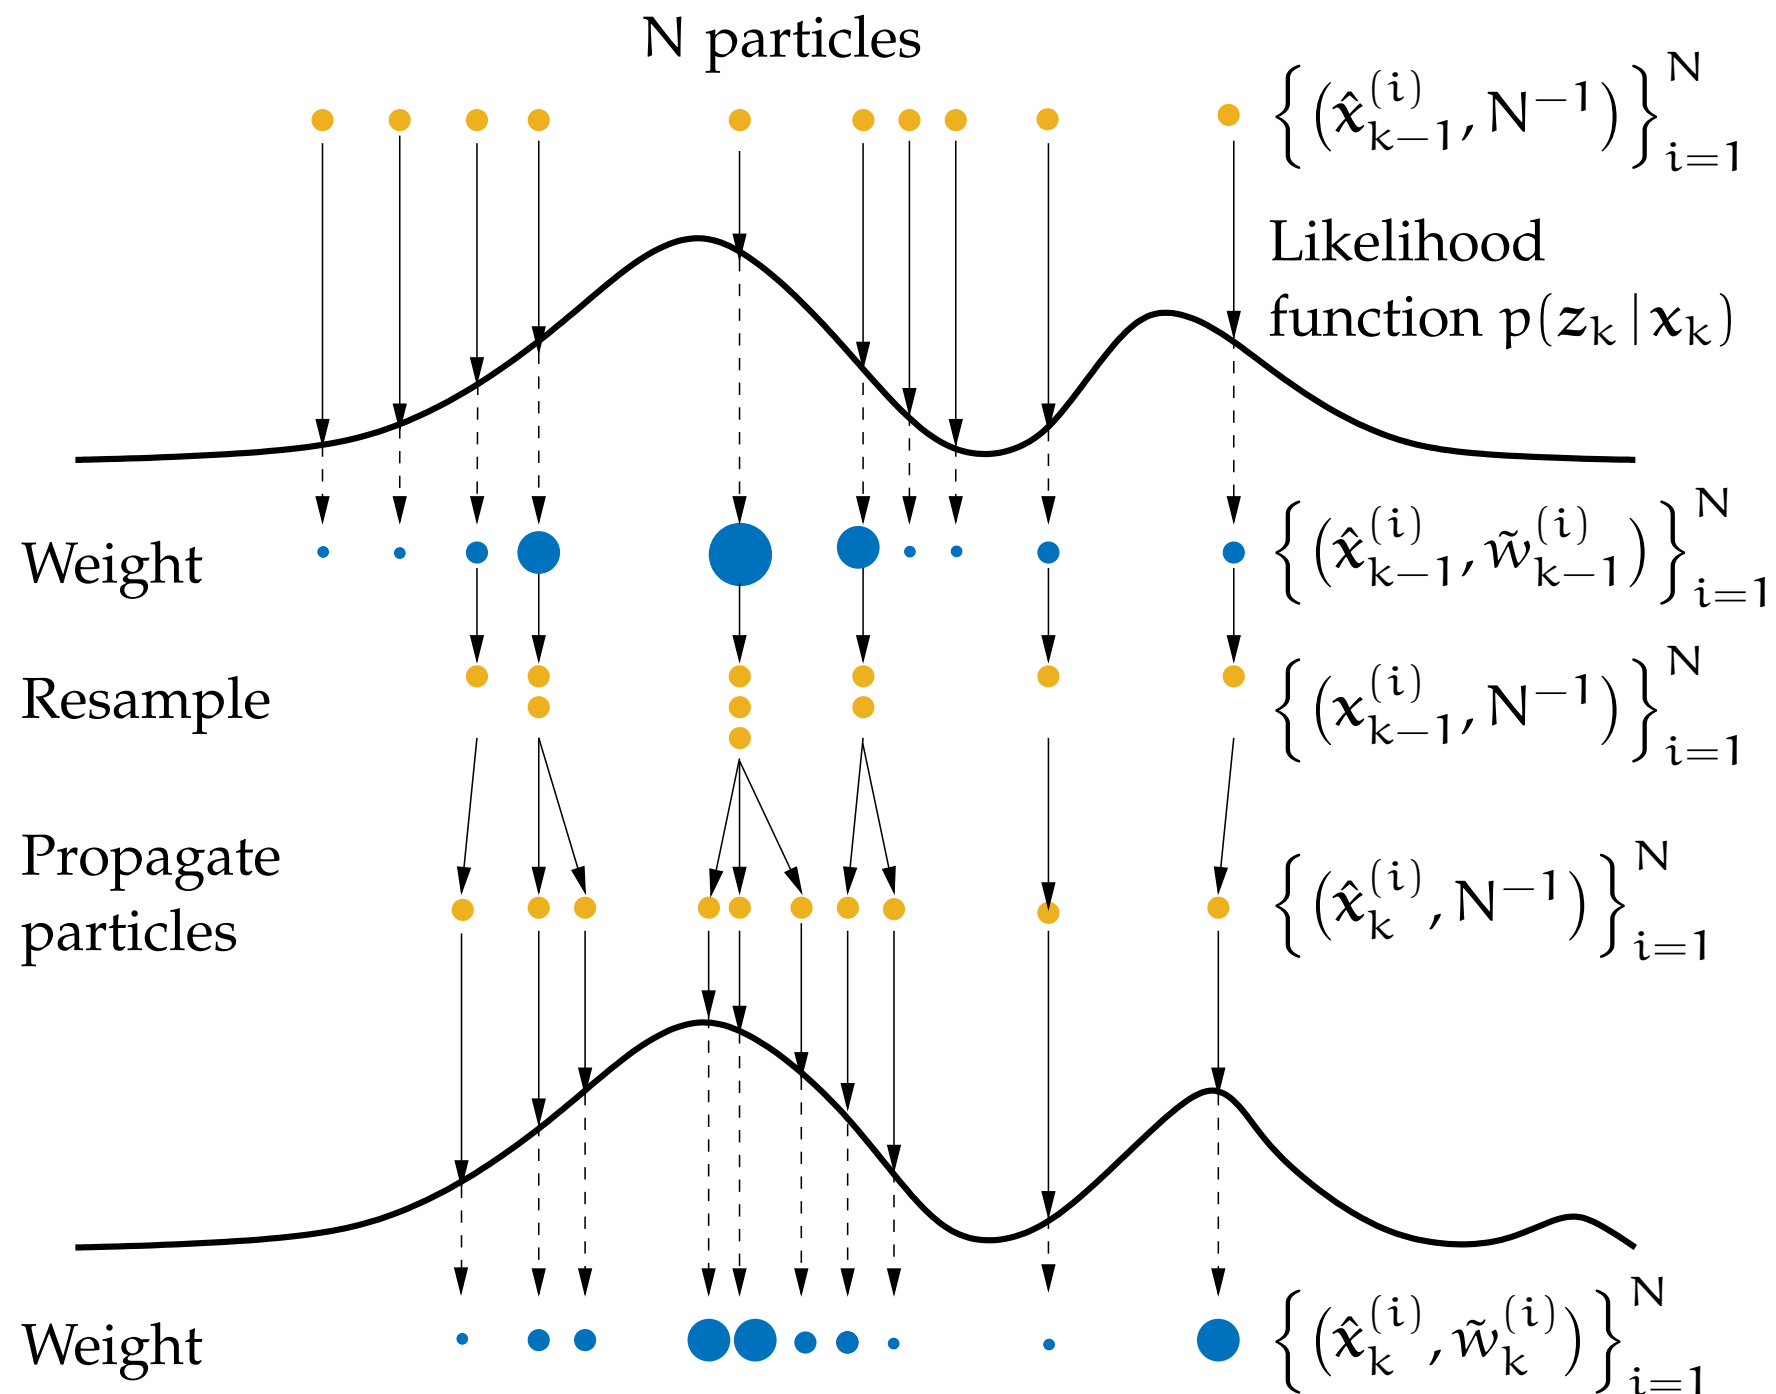 N particles
{(x̂_{k−1}^{(i)}, N^{−1})}_{i=1}^{N}
Likelihood
function p(z_k | x_k)
Weight {(x̂_{k−1}^{(i)}, w̃_{k−1}^{(i)})}_{i=1}^{N}
Resample {(x_{k−1}^{(i)}, N^{−1})}_{i=1}^{N}
Propagate
particles {(x̂_k^{(i)}, N^{−1})}_{i=1}^{N}
Weight {(x̂_k^{(i)}, w̃_k^{(i)})}_{i=1}^{N}